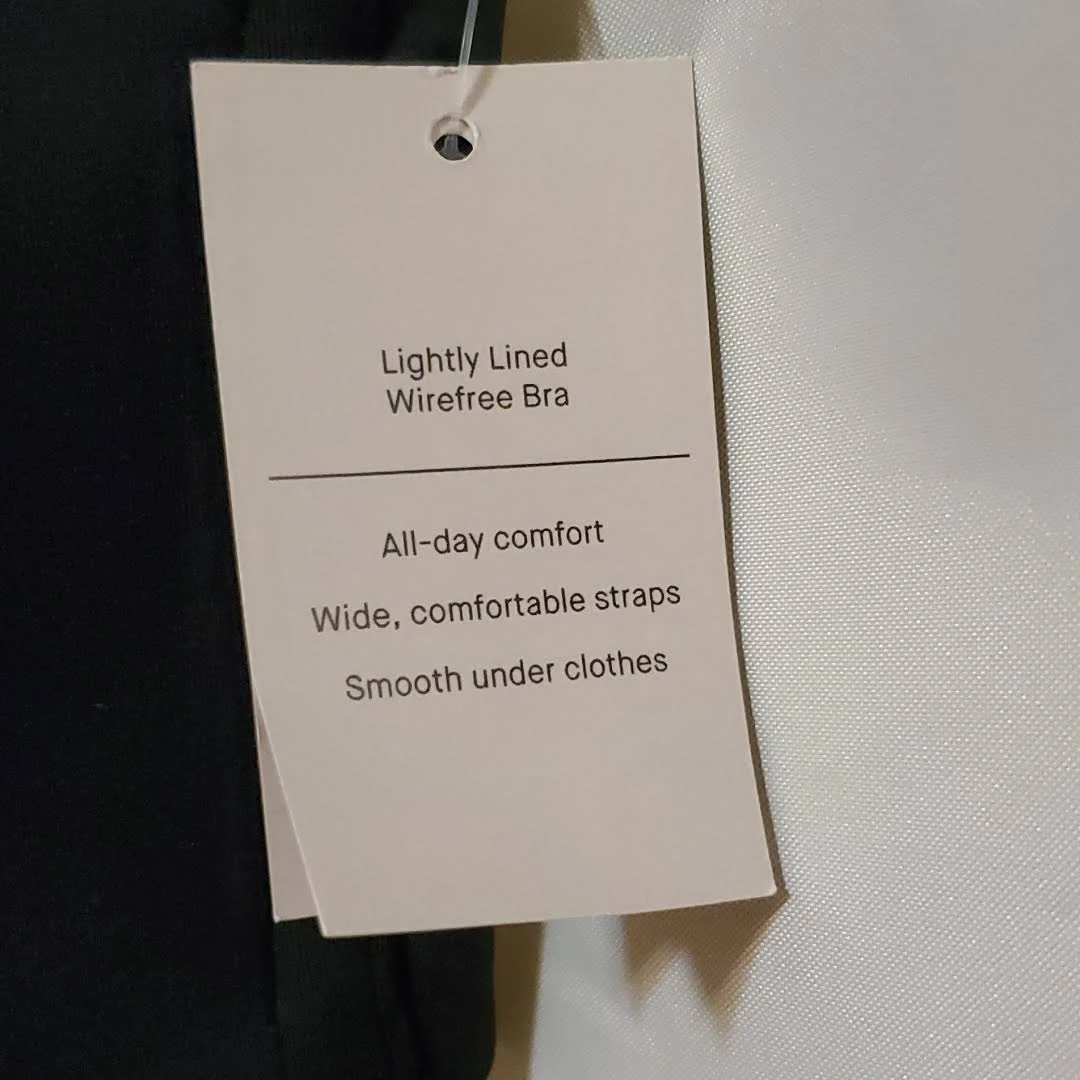 Lightly Lined
Wirefree Bra
All-day comfort
Wide, comfortable straps
Smooth under clothes